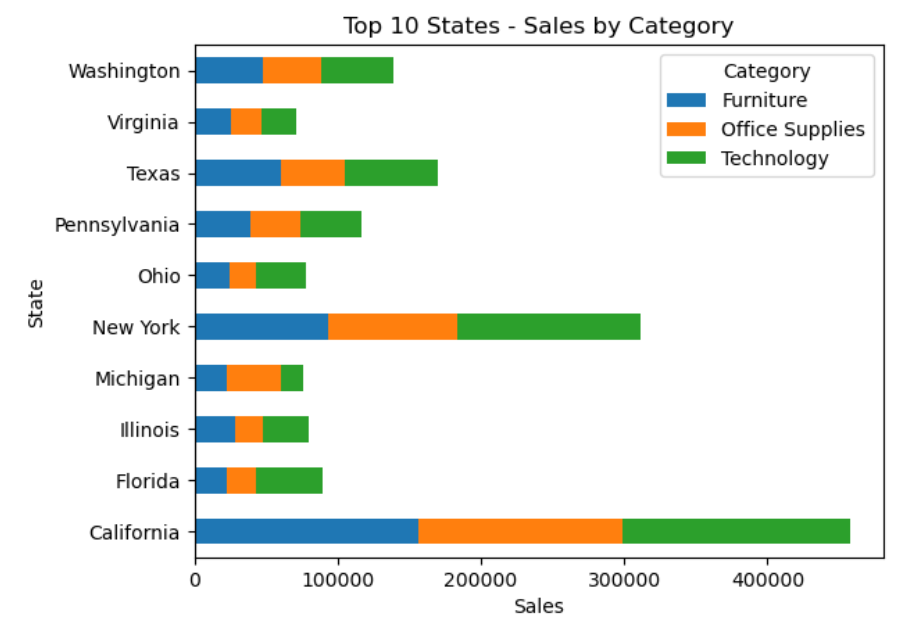 Top 10 States - Sales by Category
Category
Furniture
Office Supplies
Technology
State
Washington
Virginia
Texas
Pennsylvania
Ohio
New York
Michigan
Illinois
Florida
California
0 100000 200000 300000 400000
Sales